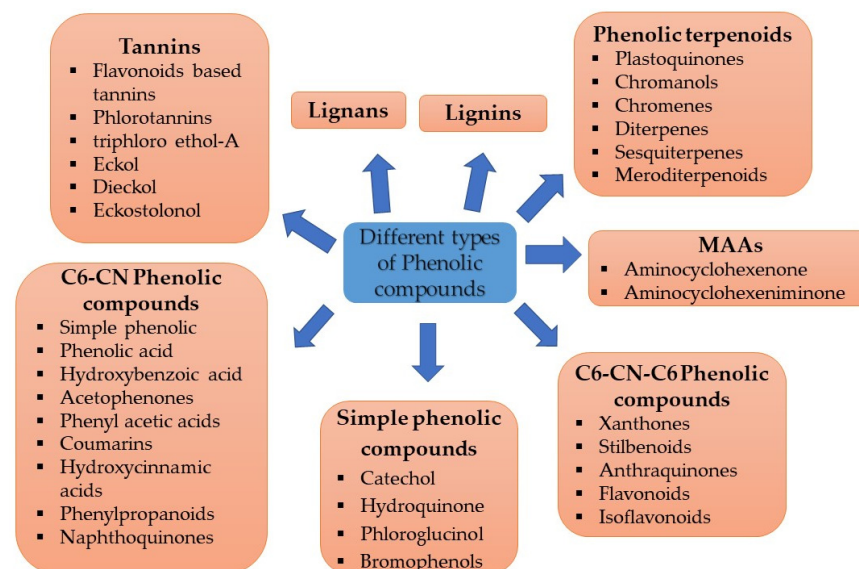 Tannins
▪ Flavonoids based
tannins
▪ Phlorotannins
▪ triphloro ethol-A
▪ Eckol
▪ Dieckol
▪ Eckostolonol
Lignans
Lignins
Phenolic terpenoids
▪ Plastoquinones
▪ Chromanols
▪ Chromenes
▪ Diterpenes
▪ Sesquiterpenes
▪ Meroditerpenoids
Different types
of Phenolic
compounds
MAAs
▪ Aminocyclohexenone
▪ Aminocyclohexeniminone
C6-CN Phenolic
compounds
▪ Simple phenolic
▪ Phenolic acid
▪ Hydroxybenzoic acid
▪ Acetophenones
▪ Phenyl acetic acids
▪ Coumarins
▪ Hydroxycinnamic
acids
▪ Phenylpropanoids
▪ Naphthoquinones
Simple phenolic
compounds
▪ Catechol
▪ Hydroquinone
▪ Phloroglucinol
▪ Bromophenols
C6-CN-C6 Phenolic
compounds
▪ Xanthones
▪ Stilbenoids
▪ Anthraquinones
▪ Flavonoids
▪ Isoflavonoids